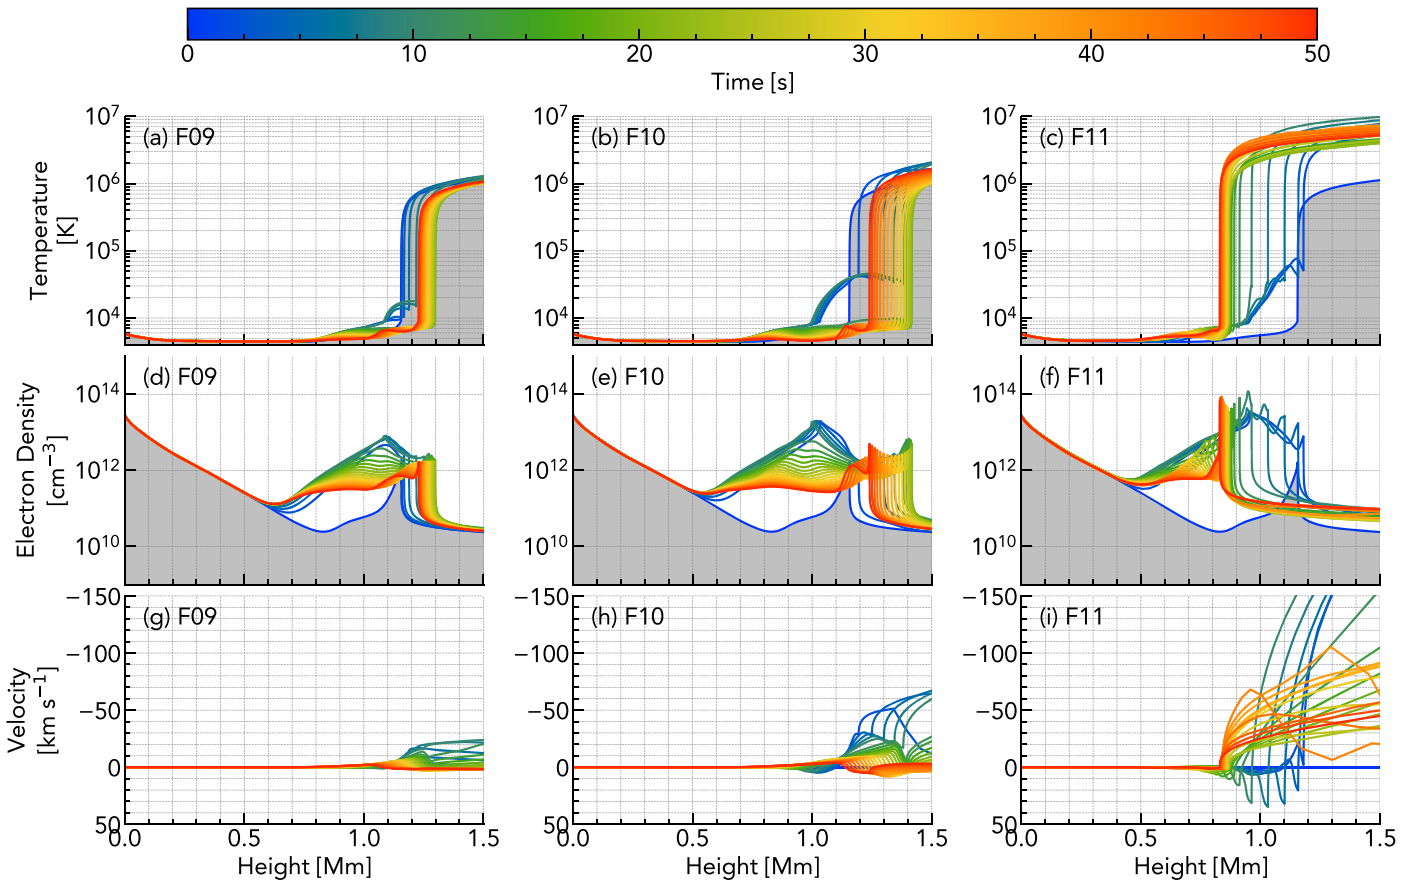 0 10 20 30 40 50
Time [s]
10^7 10^7 10^7
(a) F09 (b) F10 (c) F11
10^6 10^6 10^6
Temperature
[K]
10^5 10^5 10^5
10^4 10^4 10^4
(d) F09 (e) F10 (f) F11
10^14 10^14 10^14
Electron Density
[cm^−3]
10^12 10^12 10^12
10^10 10^10 10^10
−150 −150 −150
(g) F09 (h) F10 (i) F11
−100 −100 −100
Velocity
[km s^−1]
−50 −50 −50
0 0 0
50 50 50
0.0 0.5 1.0 1.5 0.0 0.5 1.0 1.5 0.0 0.5 1.0 1.5
Height [Mm] Height [Mm] Height [Mm]